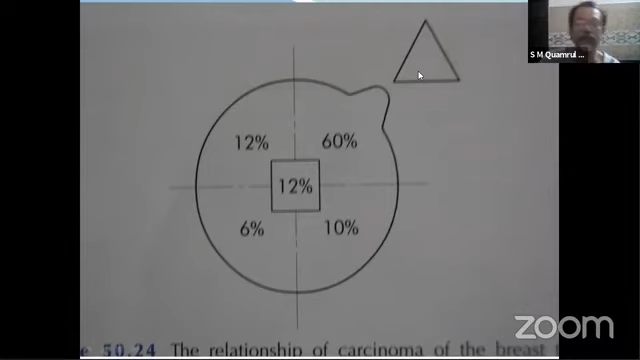 S M Quamrul ...
12% 60%
12%
6% 10%
50.24 The relationship of carcinoma of the breast
zoom